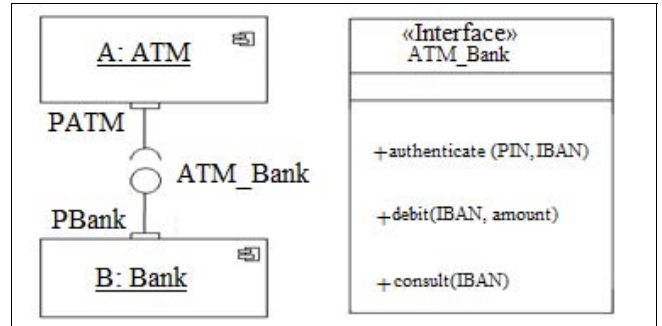 A: ATM
PATM
ATM_Bank
PBank
B: Bank
«Interface»
ATM_Bank
+authenticate (PIN,IBAN)
+debit(IBAN, amount)
+consult(IBAN)